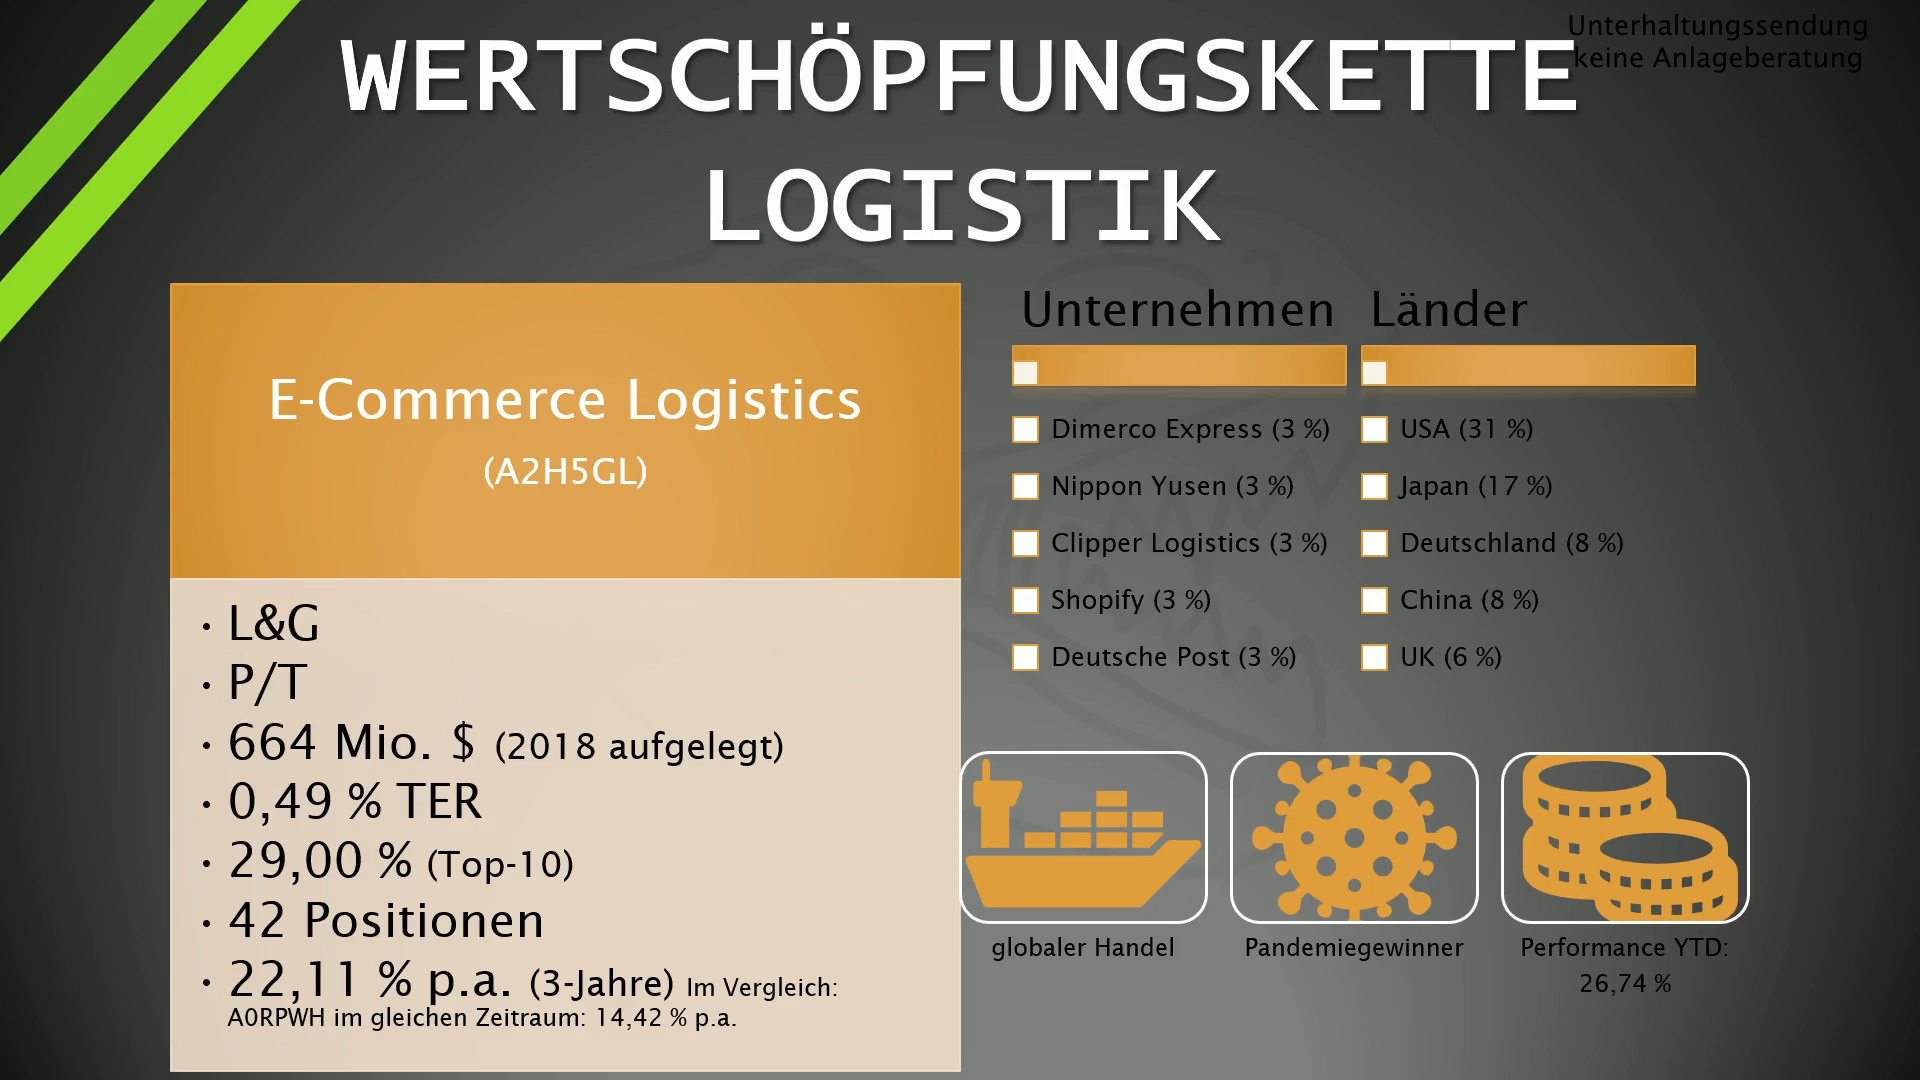 Unterhaltungssendung
keine Anlageberatung
WERTSCHÖPFUNGSKETTE
LOGISTIK
E-Commerce Logistics
(A2H5GL)
· L&G
· P/T
· 664 Mio. $ (2018 aufgelegt)
· 0,49 % TER
· 29,00 % (Top-10)
· 42 Positionen
· 22,11 % p.a. (3-Jahre) Im Vergleich:
A0RPWH im gleichen Zeitraum: 14,42 % p.a.
Unternehmen
Dimerco Express (3 %)
Nippon Yusen (3 %)
Clipper Logistics (3 %)
Shopify (3 %)
Deutsche Post (3 %)
Länder
USA (31 %)
Japan (17 %)
Deutschland (8 %)
China (8 %)
UK (6 %)
globaler Handel
Pandemiegewinner
Performance YTD:
26,74 %